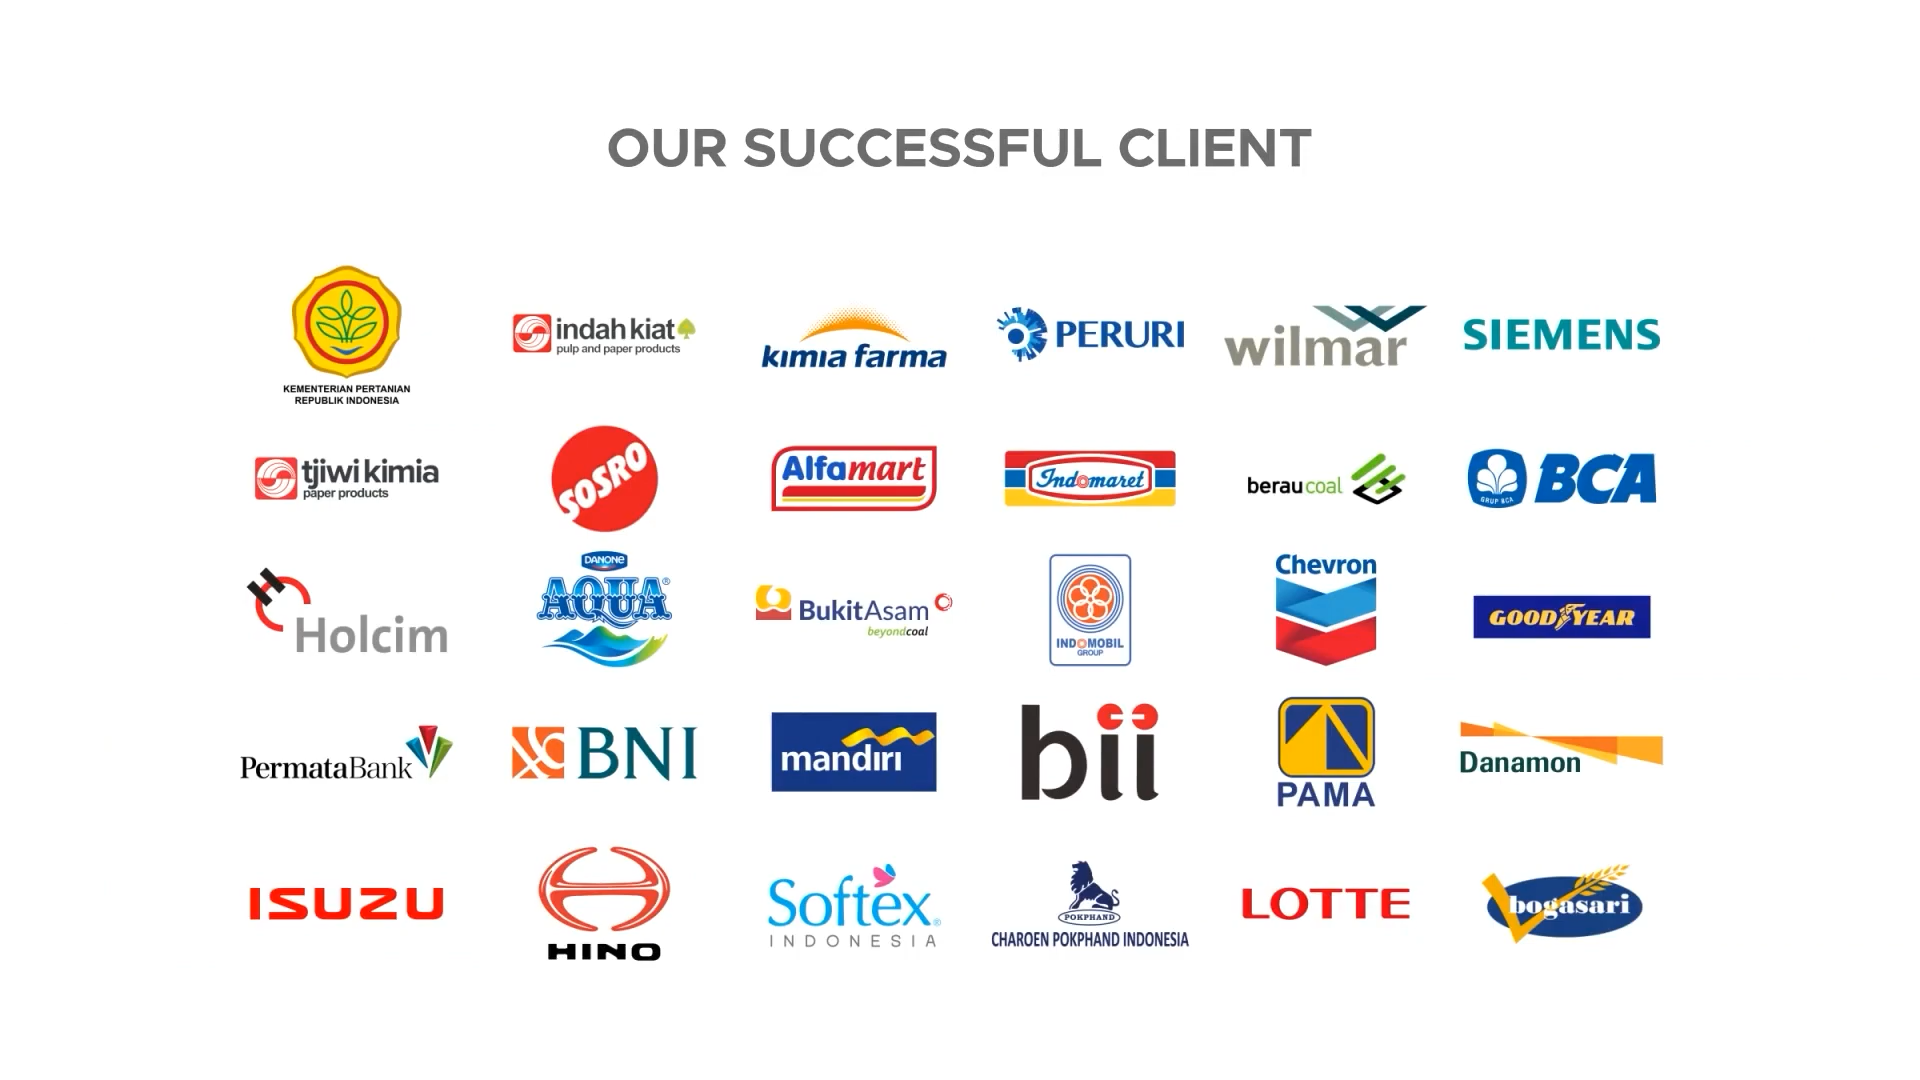 OUR SUCCESSFUL CLIENT
KEMENTERIAN PERTANIAN
REPUBLIK INDONESIA
indah kiat
pulp and paper products
kimia farma
PERURI
wilmar
SIEMENS
tjiwi kimia
paper products
SOSRO
Alfamart
Indomaret
berau coal
GRUP BCA
BCA
Holcim
DANONE
AQUA®
BukitAsam
beyondcoal
INDOMOBIL
GROUP
Chevron
GOODYEAR
PermataBank
BNI
mandiri
bii
PAMA
Danamon
ISUZU
HINO
Softex®
INDONESIA
POKPHAND
CHAROEN POKPHAND INDONESIA
LOTTE
bogasari